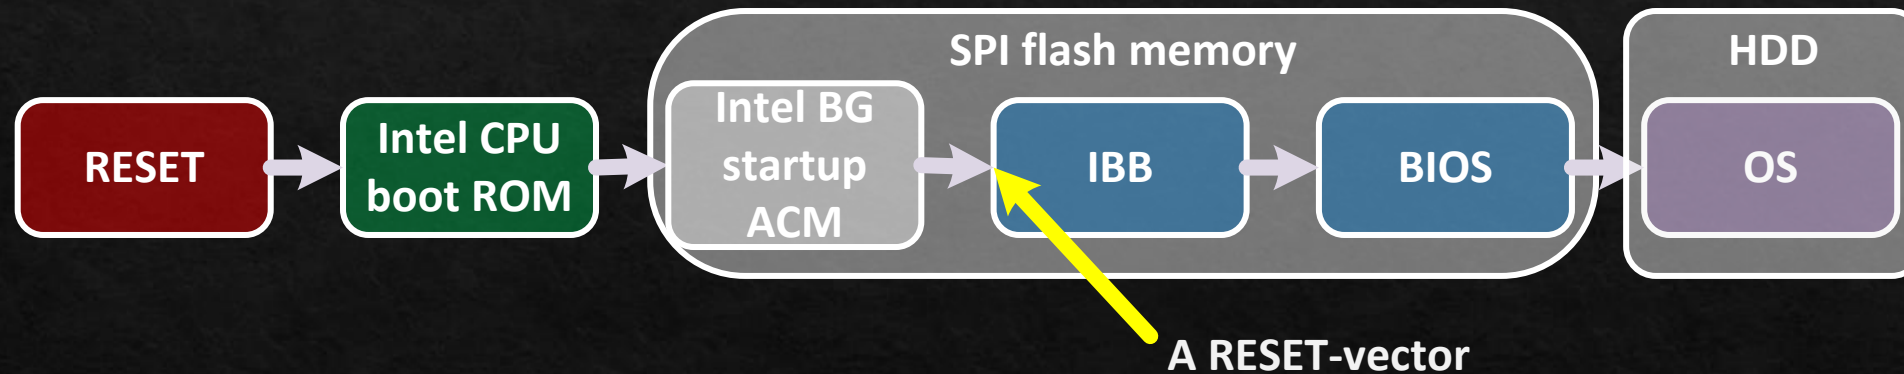 SPI flash memory
HDD
RESET
Intel CPU
boot ROM
Intel BG
startup
ACM
IBB
BIOS
OS
A RESET-vector